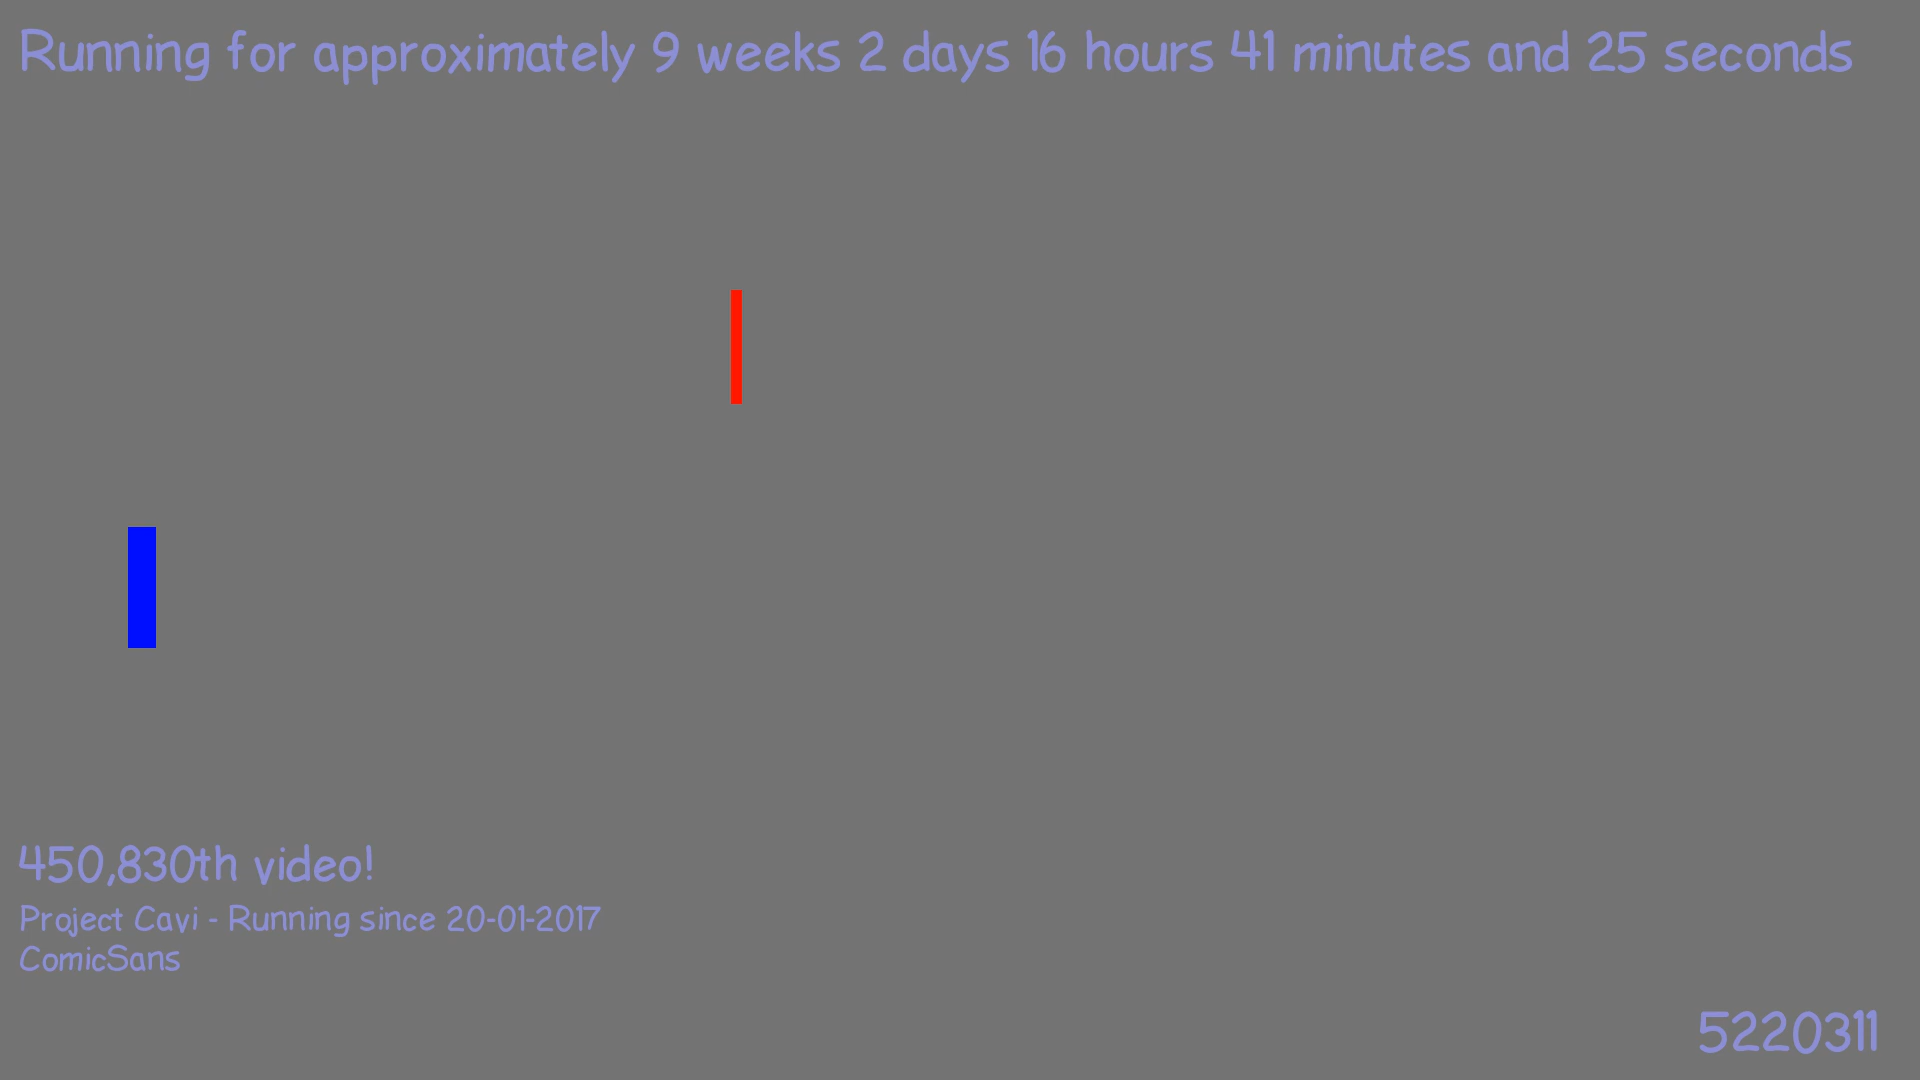 Running for approximately 9 weeks 2 days 16 hours 41 minutes and 25 seconds
450,830th video!
Project Cavi - Running since 20-01-2017
ComicSans
5220311